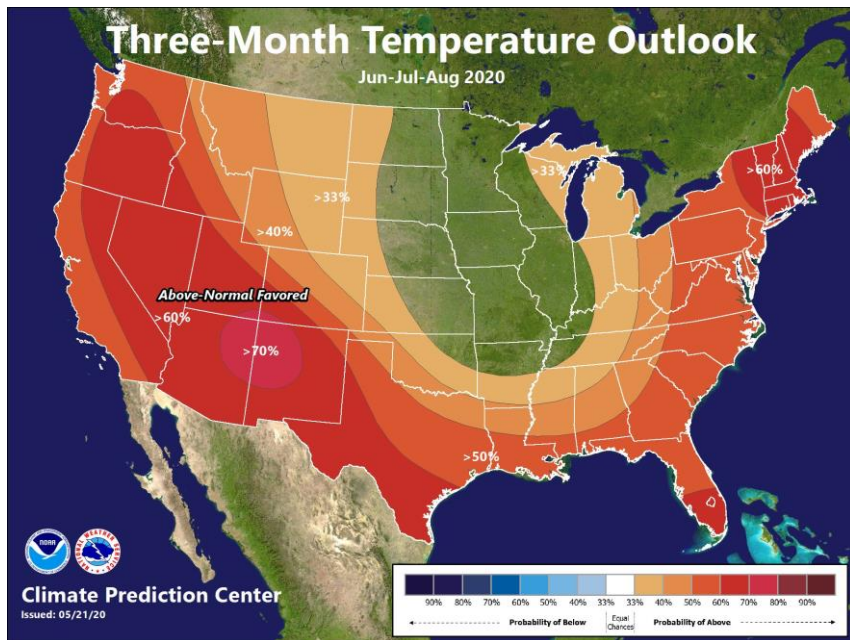 Three-Month Temperature Outlook
Jun-Jul-Aug 2020
>60%
>33%
>33%
>40%
Above-Normal Favored
>60%
>70%
>50%
NOAA
Climate Prediction Center
Issued: 05/21/20
90% 80% 70% 60% 50% 40% 33% 33% 40% 50% 60% 70% 80% 90%
Probability of Below Equal Chances Probability of Above